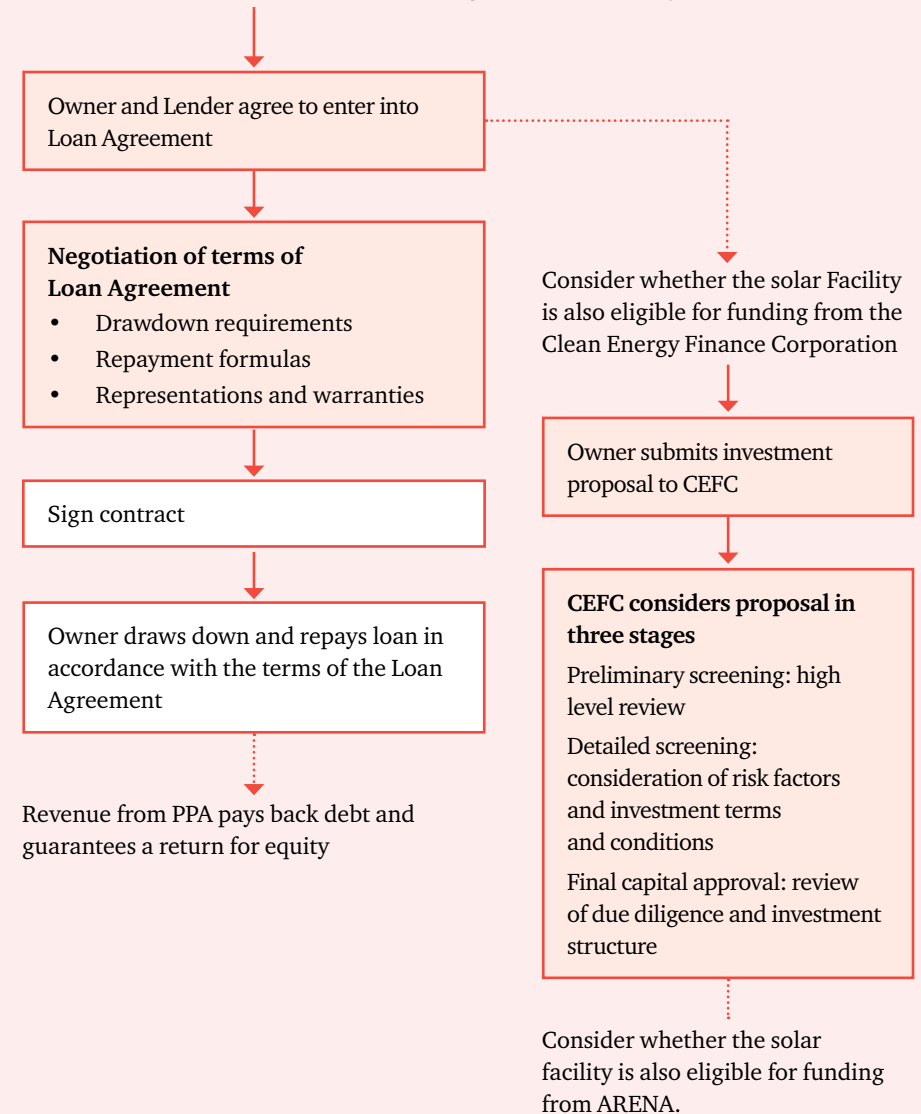 Owner and Lender agree to enter into
Loan Agreement
Negotiation of terms of
Loan Agreement
• Drawdown requirements
• Repayment formulas
• Representations and warranties
Sign contract
Owner draws down and repays loan in
accordance with the terms of the Loan
Agreement
Revenue from PPA pays back debt and
guarantees a return for equity
Consider whether the solar Facility
is also eligible for funding from the
Clean Energy Finance Corporation
Owner submits investment
proposal to CEFC
CEFC considers proposal in
three stages
Preliminary screening: high
level review
Detailed screening:
consideration of risk factors
and investment terms
and conditions
Final capital approval: review
of due diligence and investment
structure
Consider whether the solar
facility is also eligible for funding
from ARENA.